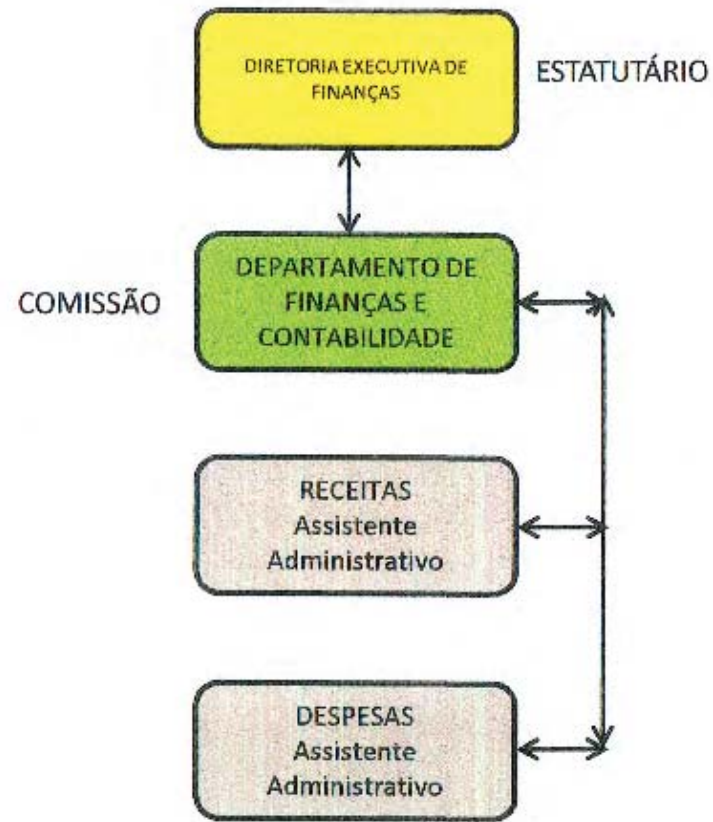 DIRETORIA EXECUTIVA DE
FINANÇAS
ESTATUTÁRIO
DEPARTAMENTO DE
FINANÇAS E
CONTABILIDADE
COMISSÃO
RECEITAS
Assistente
Administrativo
DESPESAS
Assistente
Administrativo